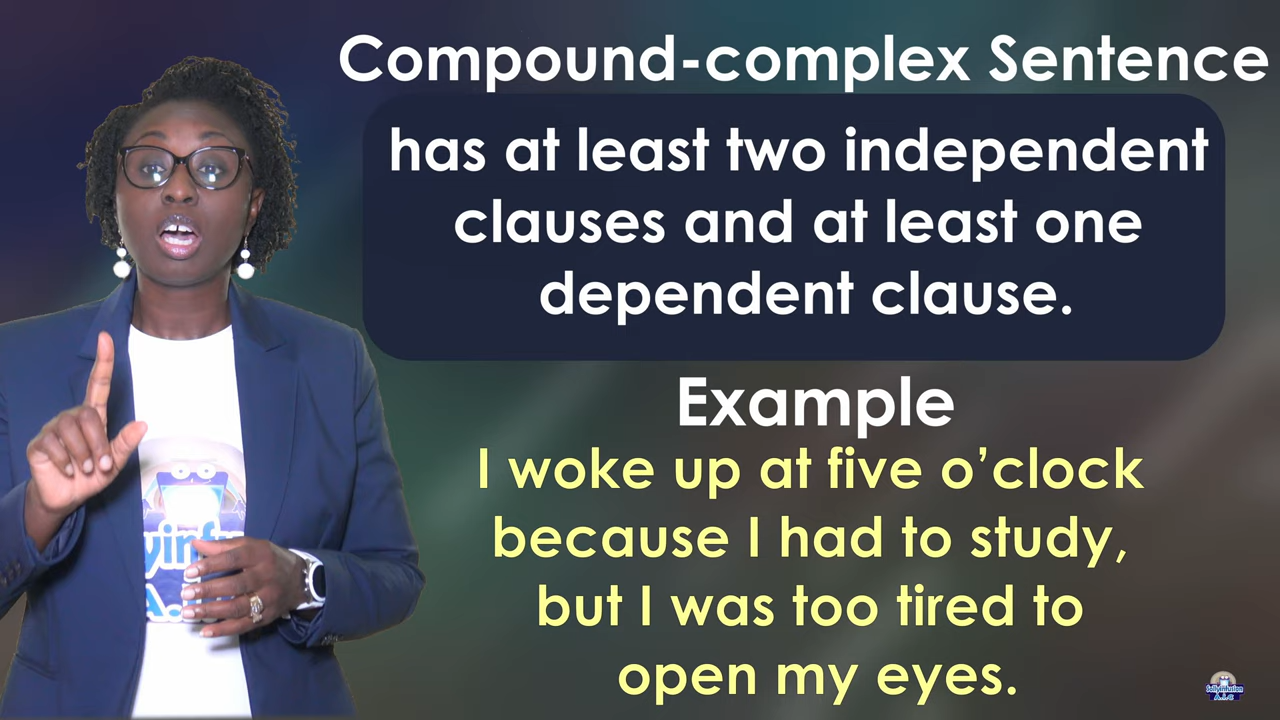 Compound-complex Sentence
has at least two independent
clauses and at least one
dependent clause.
Example
I woke up at five o’clock
because I had to study,
but I was too tired to
open my eyes.